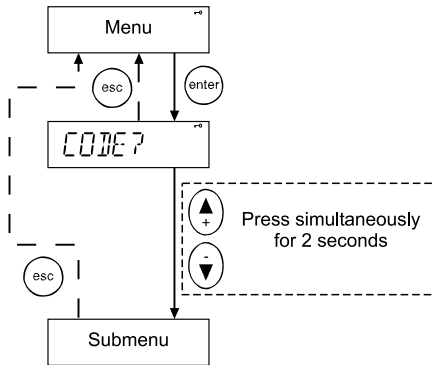 Menu
esc
enter
CODE?
+
Press simultaneously
for 2 seconds
-
esc
Submenu